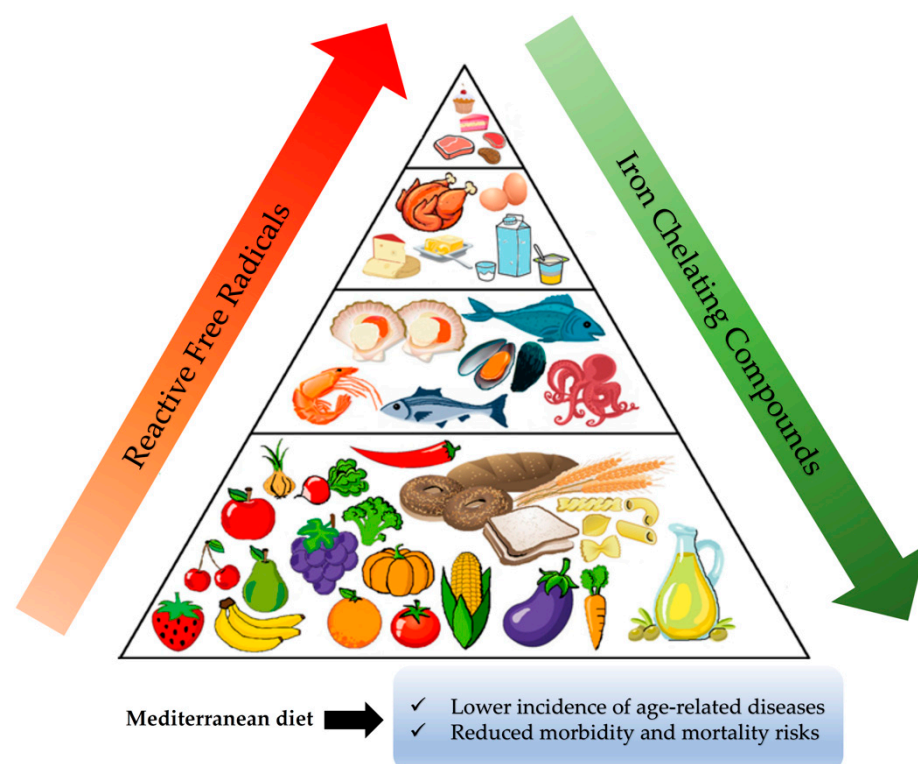 Reactive Free Radicals
Iron Chelating Compounds
Mediterranean diet
✓ Lower incidence of age-related diseases
✓ Reduced morbidity and mortality risks